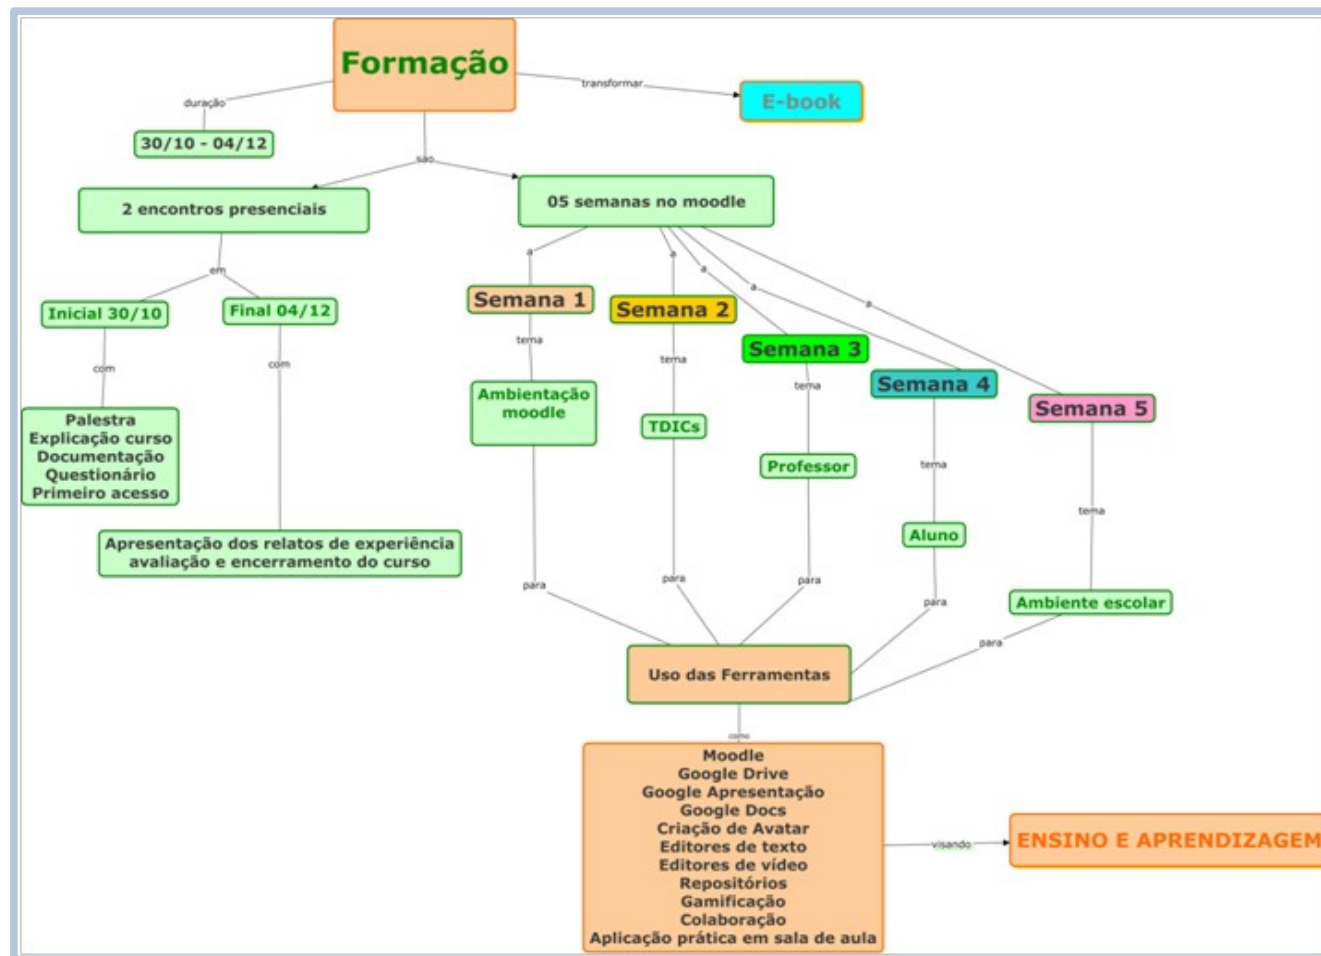 Formação
transformar
E-book
duração
30/10 - 04/12
são
2 encontros presenciais
05 semanas no moodle
em
a
a
a
a
a
Inicial 30/10
Final 04/12
Semana 1
Semana 2
Semana 3
Semana 4
Semana 5
com
com
tema
tema
tema
tema
tema
Palestra
Explicação curso
Documentação
Questionário
Primeiro acesso
Apresentação dos relatos de experiência
avaliação e encerramento do curso
Ambientação
moodle
TDICs
Professor
Aluno
Ambiente escolar
para
para
para
para
para
Uso das Ferramentas
como
Moodle
Google Drive
Google Apresentação
Google Docs
Criação de Avatar
Editores de texto
Editores de vídeo
Repositórios
Gamificação
Colaboração
Aplicação prática em sala de aula
visando
ENSINO E APRENDIZAGEM